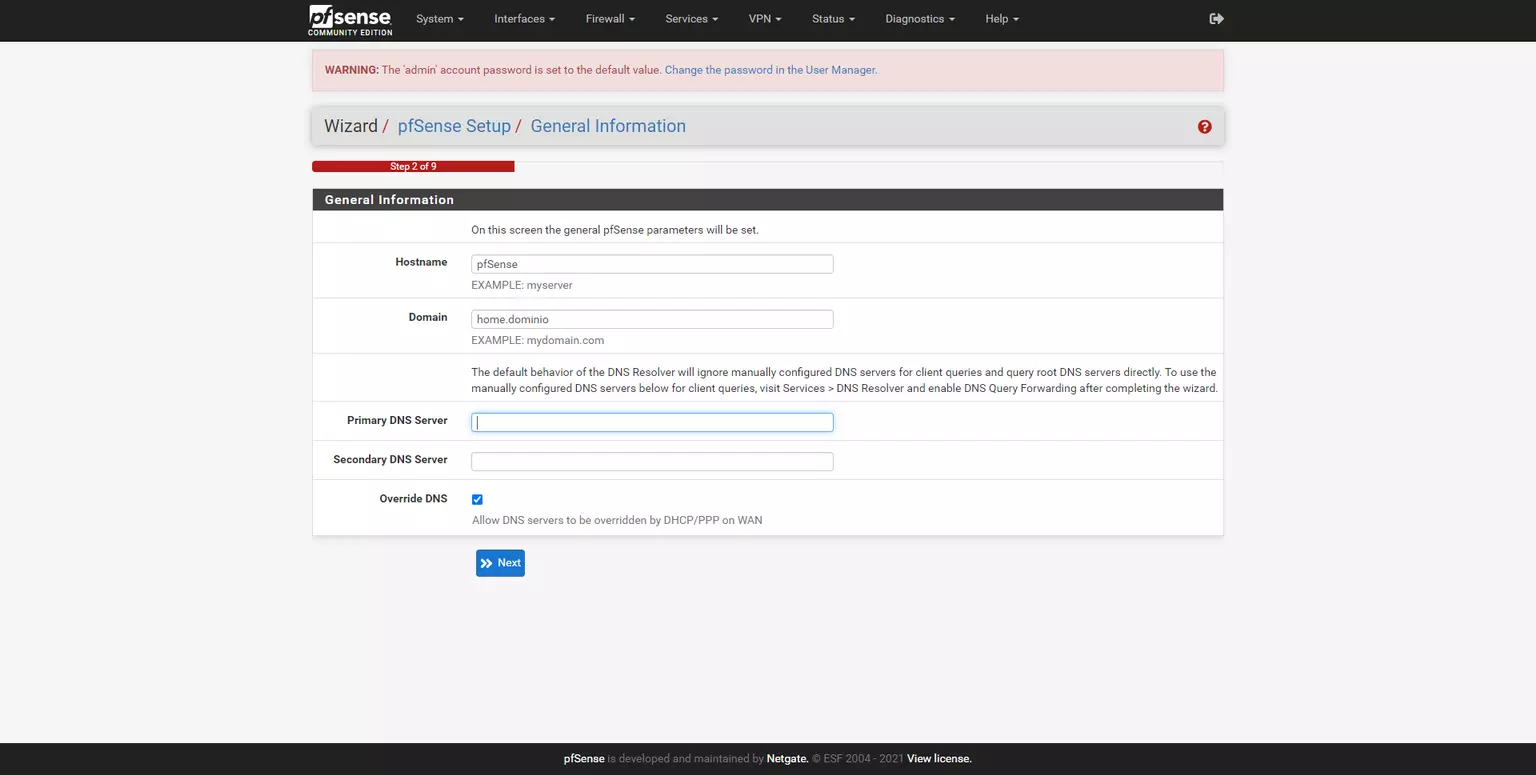 pfsense
COMMUNITY EDITION
System Interfaces Firewall Services VPN Status Diagnostics Help
WARNING: The 'admin' account password is set to the default value. Change the password in the User Manager.
Wizard / pfSense Setup / General Information
Step 2 of 9
General Information
On this screen the general pfSense parameters will be set.
Hostname
pfSense
EXAMPLE: myserver
Domain
home.dominio
EXAMPLE: mydomain.com
The default behavior of the DNS Resolver will ignore manually configured DNS servers for client queries and query root DNS servers directly. To use the
manually configured DNS servers below for client queries, visit Services > DNS Resolver and enable DNS Query Forwarding after completing the wizard.
Primary DNS Server
Secondary DNS Server
Override DNS
Allow DNS servers to be overridden by DHCP/PPP on WAN
Next
pfSense is developed and maintained by Netgate. © ESF 2004 - 2021 View license.